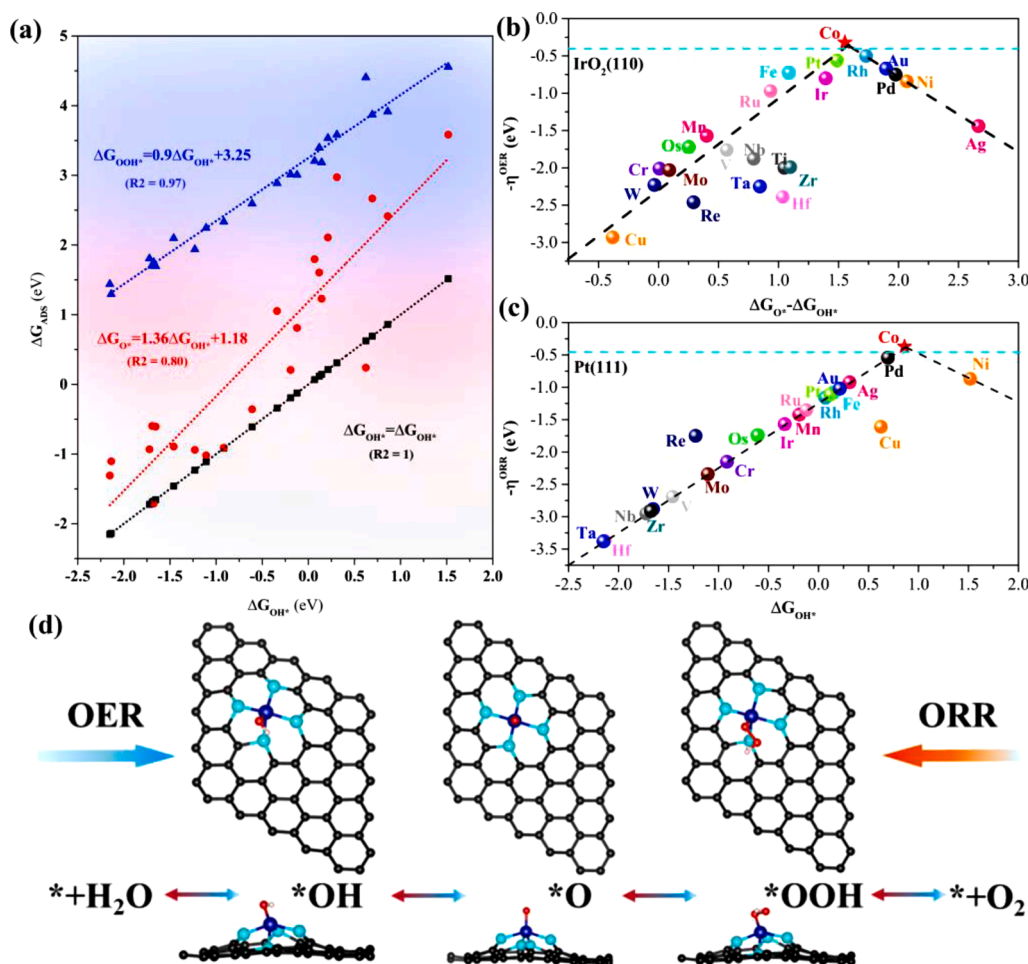 (a)
5
4
3
2
1
0
-1
-2
ΔG_ADS (eV)
ΔG_OOH*=0.9ΔG_OH*+3.25
(R2 = 0.97)
ΔG_O*=1.36ΔG_OH*+1.18
(R2 = 0.80)
ΔG_OH*=ΔG_OH*
(R2 = 1)
-2.5 -2.0 -1.5 -1.0 -0.5 0.0 0.5 1.0 1.5 2.0
ΔG_OH* (eV)
(b)
0.0
-0.5
-1.0
-1.5
-2.0
-2.5
-3.0
-η^OER (eV)
IrO₂(110)
Co
Pt
Rh
Au
Fe
Ir
Pd
Ni
Ru
Mn
Ag
Os
V
Nb
Ti
Cr
Mo
Zr
W
Ta
Re
Hf
Cu
-0.5 0.0 0.5 1.0 1.5 2.0 2.5 3.0
ΔG_O*-ΔG_OH*
(c)
0.0
-0.5
-1.0
-1.5
-2.0
-2.5
-3.0
-3.5
-η^ORR (eV)
Pt(111)
Co
Pd
Ni
Au
Ag
Pt
Ru
Rh
Fe
Mn
Cu
Ir
Re
Os
Cr
Mo
W
V
Nb
Zr
Ta
Hf
-2.5 -2.0 -1.5 -1.0 -0.5 0.0 0.5 1.0 1.5 2.0
ΔG_OH*
(d)
OER
ORR
*+H₂O *OH *O *OOH *+O₂